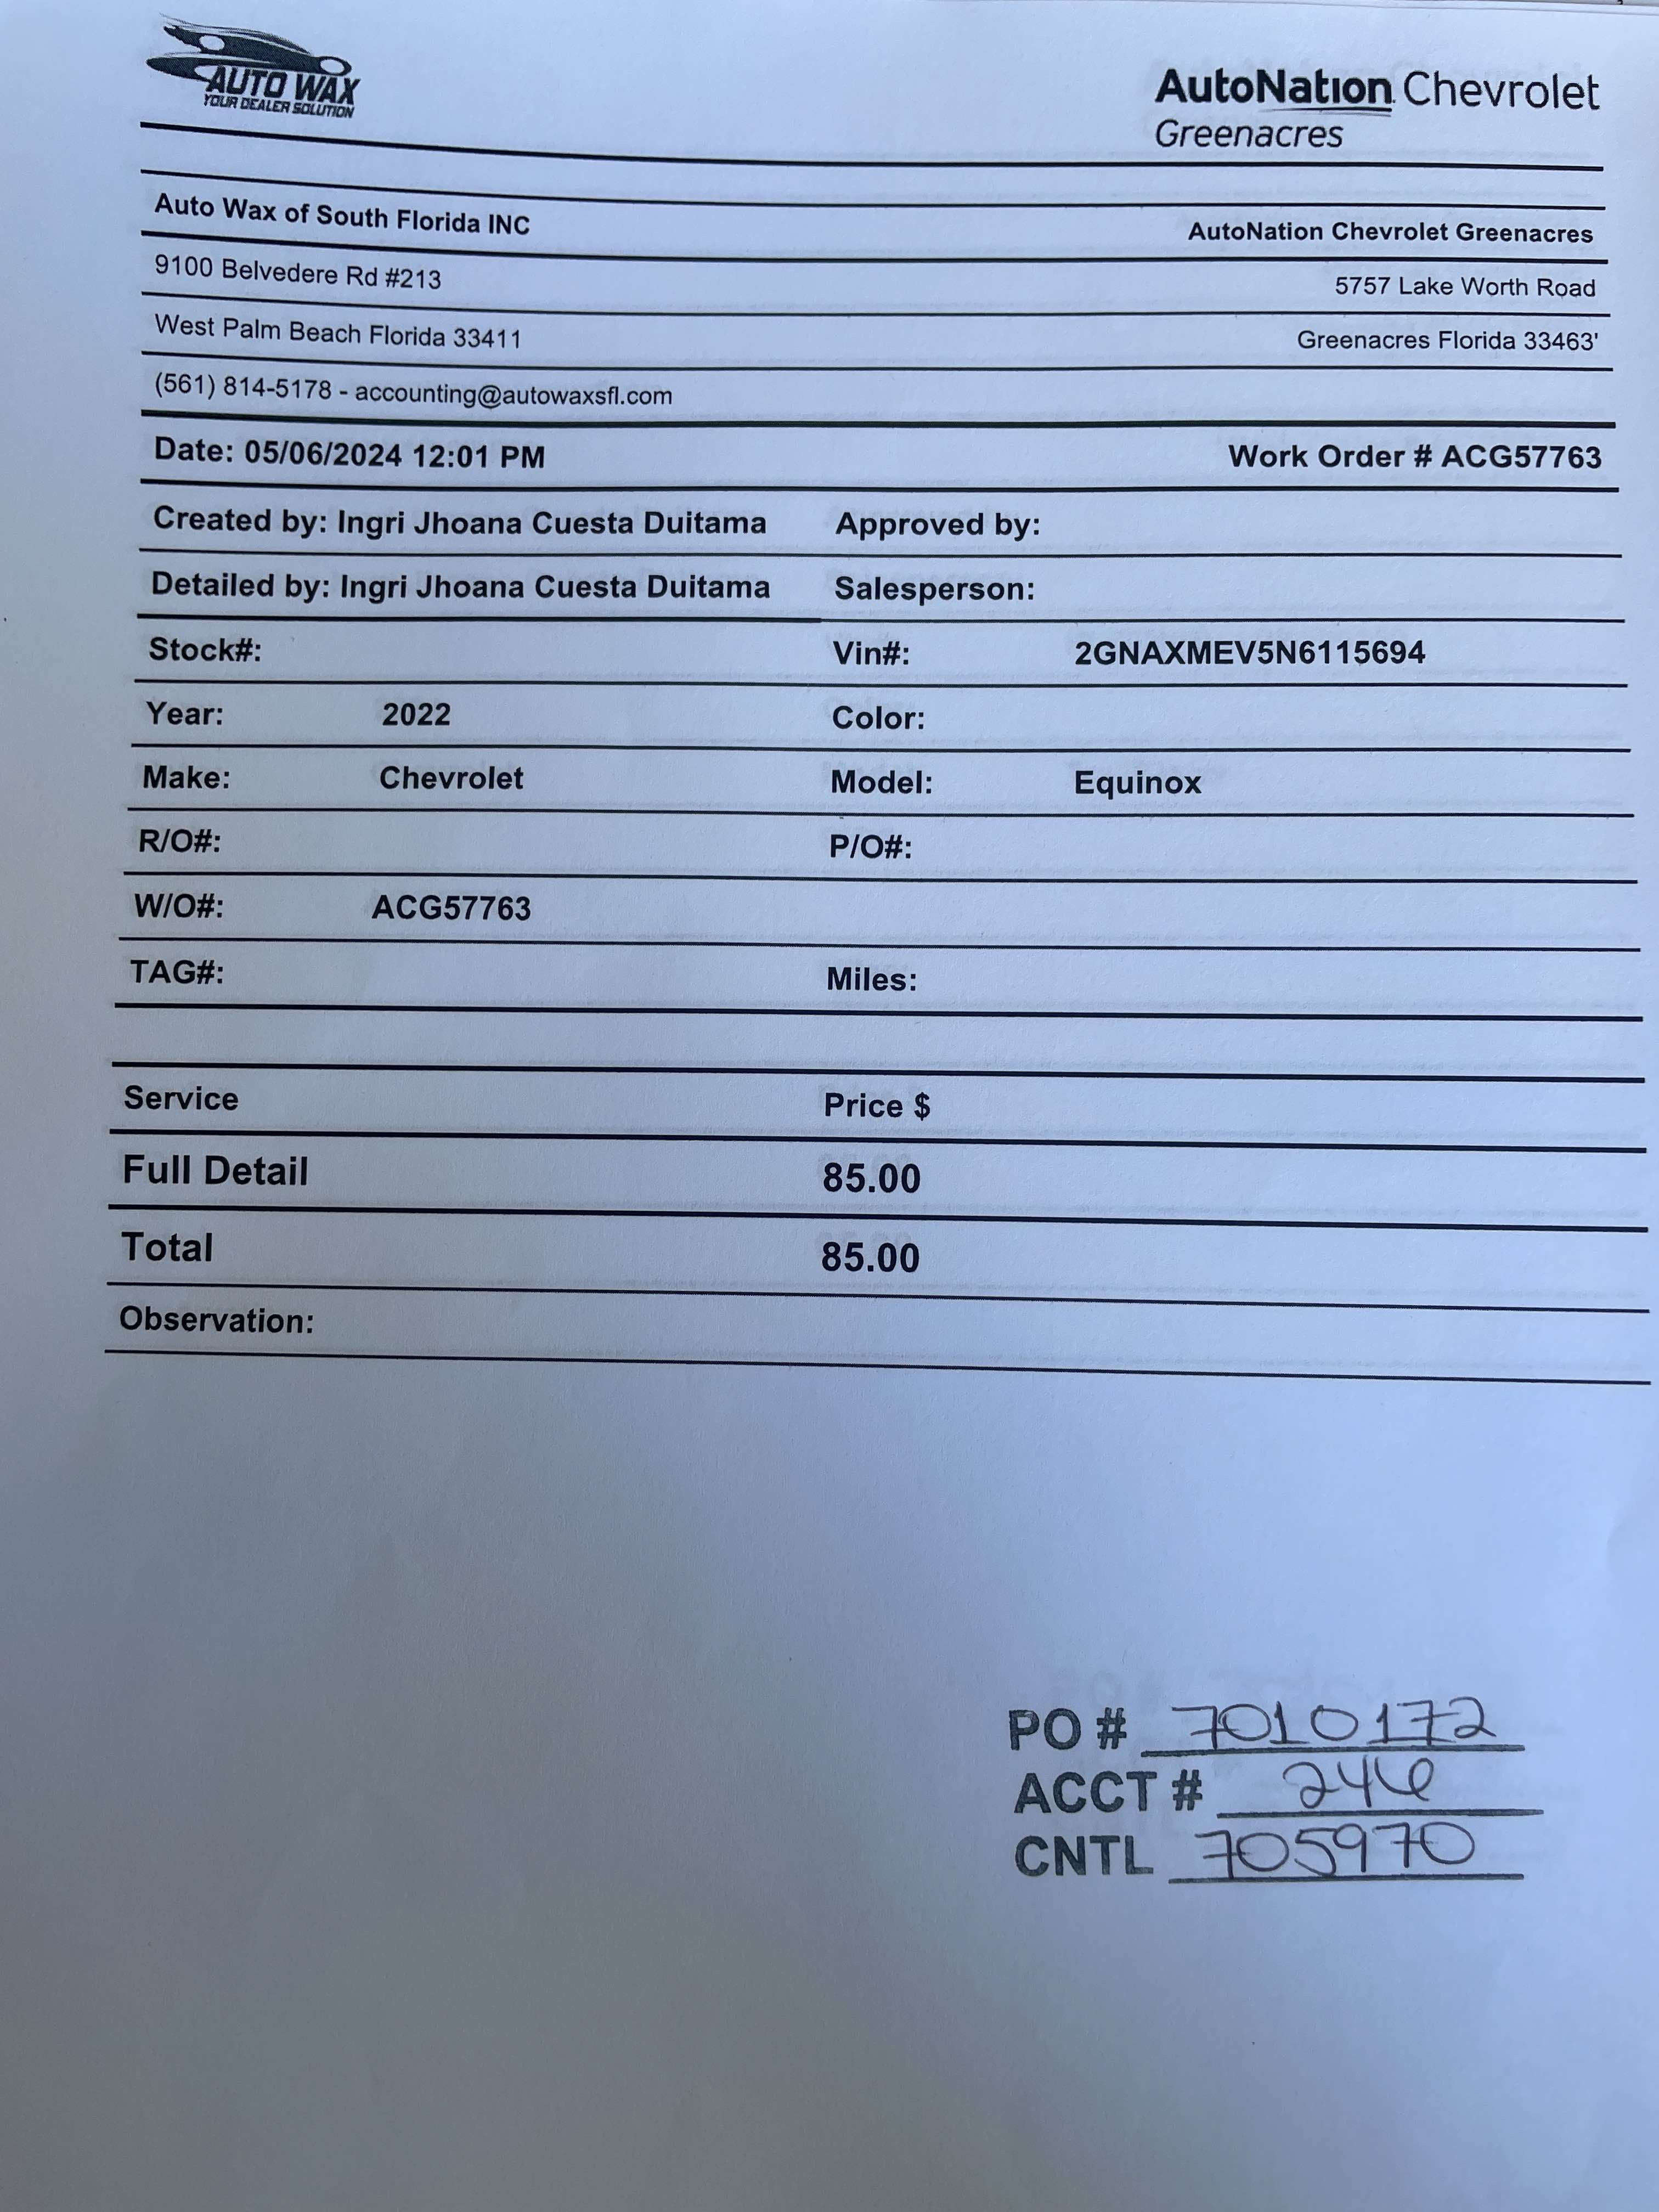 AUTO WAX
YOUR DEALER SOLUTION
AutoNation Chevrolet
Greenacres
Auto Wax of South Florida INC AutoNation Chevrolet Greenacres
9100 Belvedere Rd #213 5757 Lake Worth Road
West Palm Beach Florida 33411 Greenacres Florida 33463'
(561) 814-5178 - accounting@autowaxsfl.com
Date: 05/06/2024 12:01 PM Work Order # ACG57763
Created by: Ingri Jhoana Cuesta Duitama Approved by:
Detailed by: Ingri Jhoana Cuesta Duitama Salesperson:
Stock#: Vin#: 2GNAXMEV5N6115694
Year: 2022 Color:
Make: Chevrolet Model: Equinox
R/O#: P/O#:
W/O#: ACG57763
TAG#: Miles:
Service Price $
Full Detail 85.00
Total 85.00
Observation:
PO # 7010172
ACCT # 246
CNTL 705970